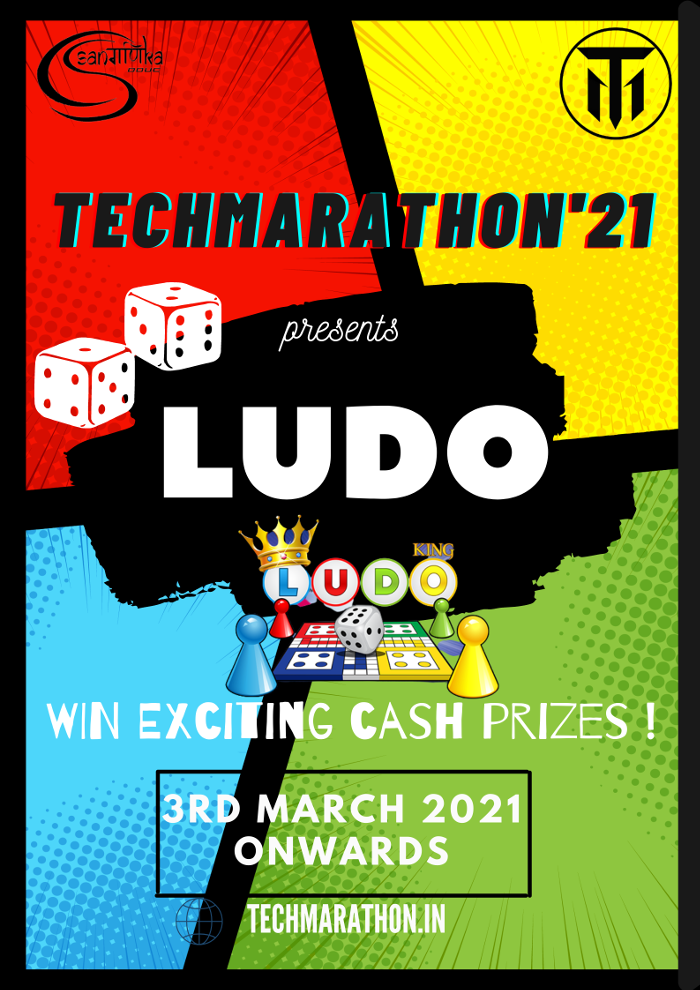 TECHMARATHON'21
presents
LUDO
KING
LUDO
WIN EXCITING CASH PRIZES !
3RD MARCH 2021
ONWARDS
TECHMARATHON.IN